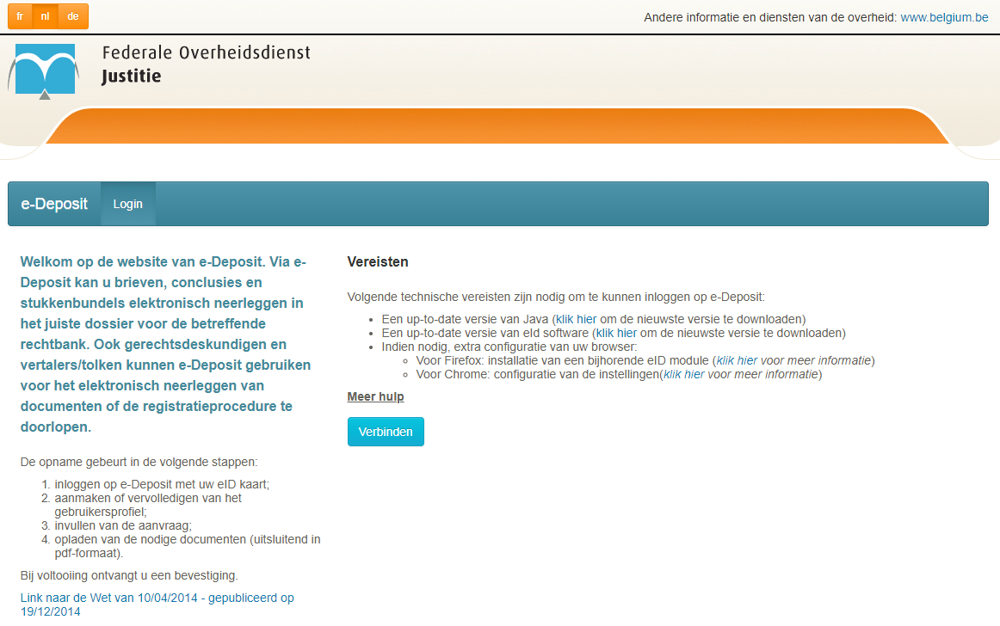 fr nl de
Andere informatie en diensten van de overheid: www.belgium.be
Federale Overheidsdienst
Justitie
e-Deposit Login
Welkom op de website van e-Deposit. Via e-
Deposit kan u brieven, conclusies en
stukkenbundels elektronisch neerleggen in
het juiste dossier voor de betreffende
rechtbank. Ook gerechtsdeskundigen en
vertalers/tolken kunnen e-Deposit gebruiken
voor het elektronisch neerleggen van
documenten of de registratieprocedure te
doorlopen.
De opname gebeurt in de volgende stappen:
1. inloggen op e-Deposit met uw eID kaart;
2. aanmaken of vervolledigen van het
gebruikersprofiel;
3. invullen van de aanvraag;
4. opladen van de nodige documenten (uitsluitend in
pdf-formaat).
Bij voltooiing ontvangt u een bevestiging.
Link naar de Wet van 10/04/2014 - gepubliceerd op
19/12/2014
Vereisten
Volgende technische vereisten zijn nodig om te kunnen inloggen op e-Deposit:
• Een up-to-date versie van Java (klik hier om de nieuwste versie te downloaden)
• Een up-to-date versie van eId software (klik hier om de nieuwste versie te downloaden)
• Indien nodig, extra configuratie van uw browser:
◦ Voor Firefox: installatie van een bijhorende eID module (klik hier voor meer informatie)
◦ Voor Chrome: configuratie van de instellingen(klik hier voor meer informatie)
Meer hulp
Verbinden